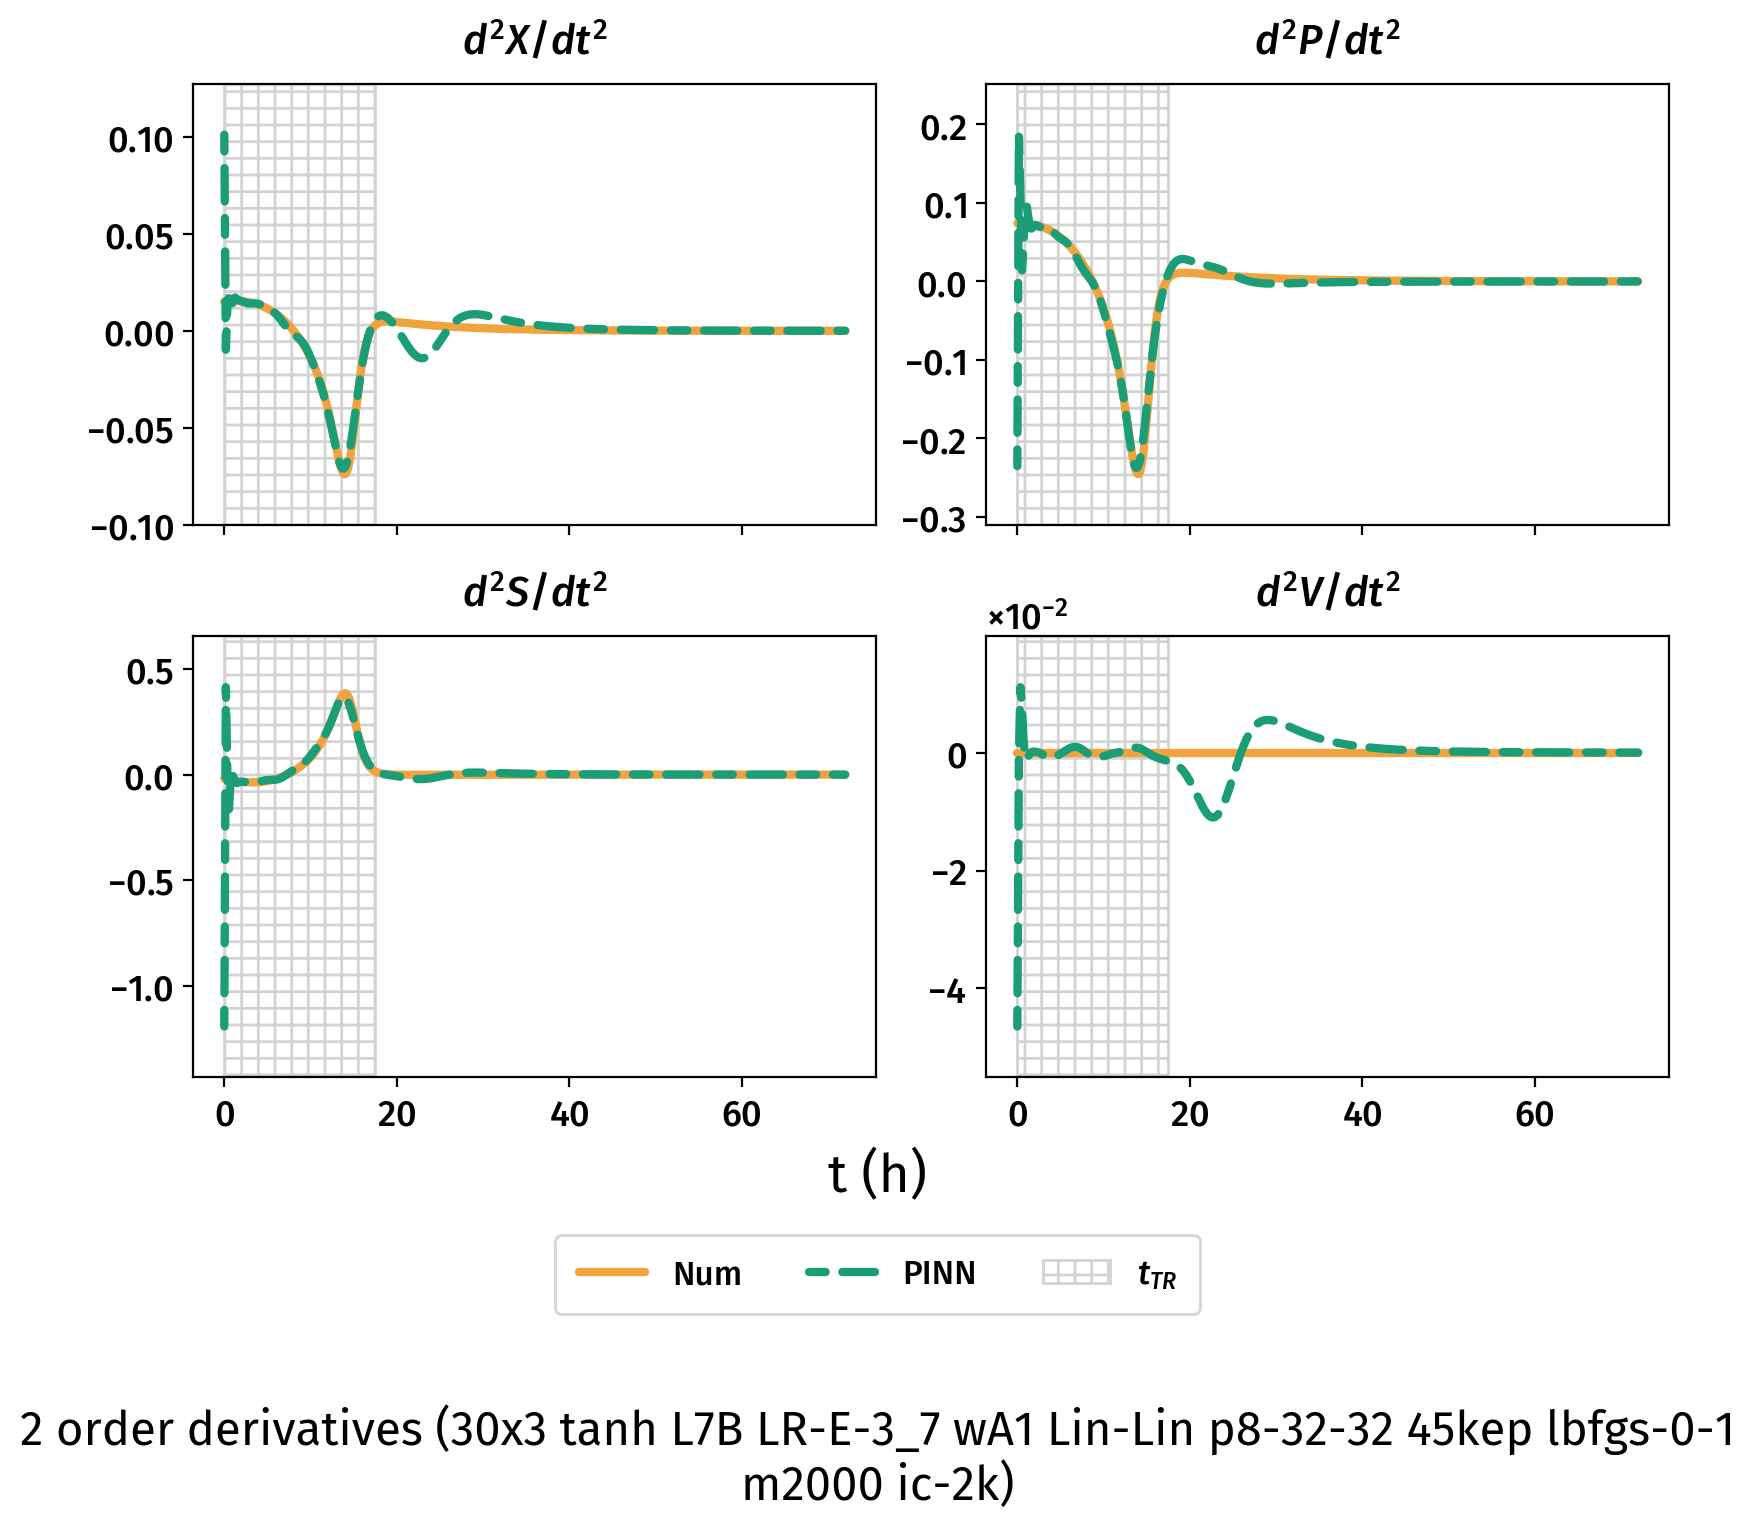 d²X/dt²
d²P/dt²
0.10
0.05
0.00
−0.05
−0.10
0.2
0.1
0.0
−0.1
−0.2
−0.3
d²S/dt²
d²V/dt²
×10⁻²
0.5
0.0
−0.5
−1.0
0
−2
−4
0 20 40 60
0 20 40 60
t (h)
Num PINN t_TR
2 order derivatives (30x3 tanh L7B LR-E-3_7 wA1 Lin-Lin p8-32-32 45kep lbfgs-0-1
m2000 ic-2k)